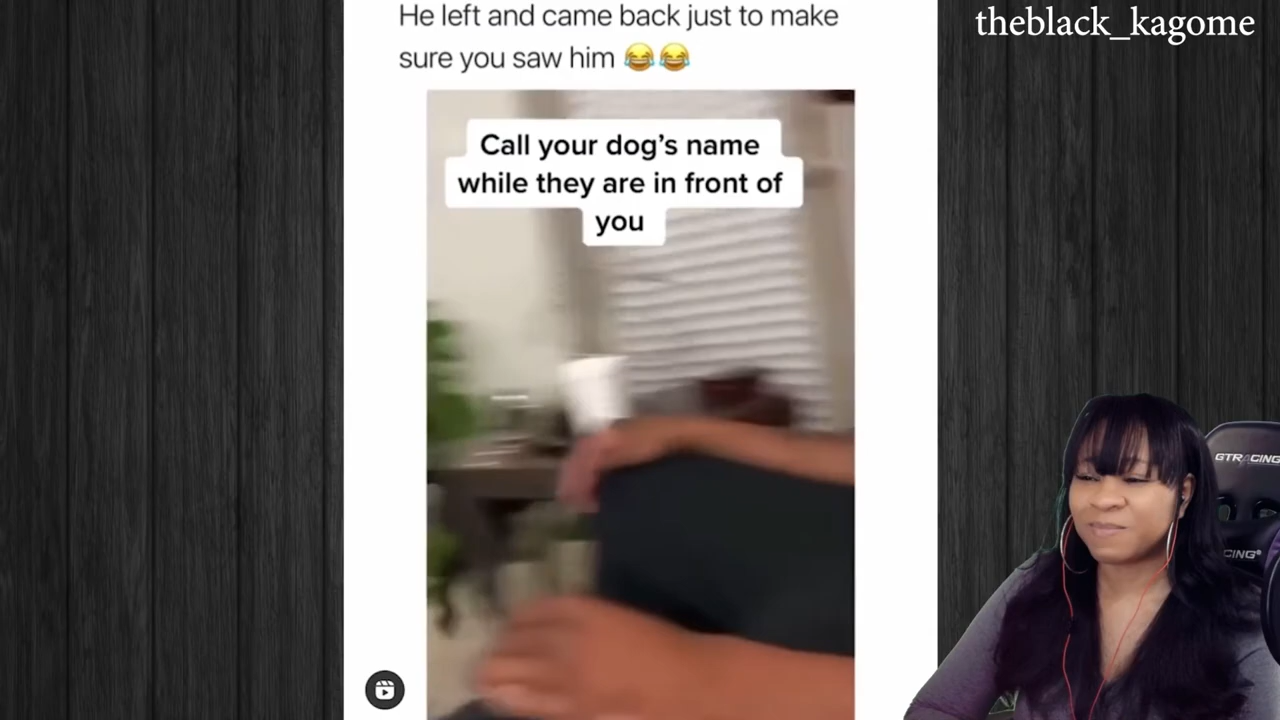 theblack_kagome
He left and came back just to make
sure you saw him 😂😂
Call your dog's name
while they are in front of
you
GTRACING
CING